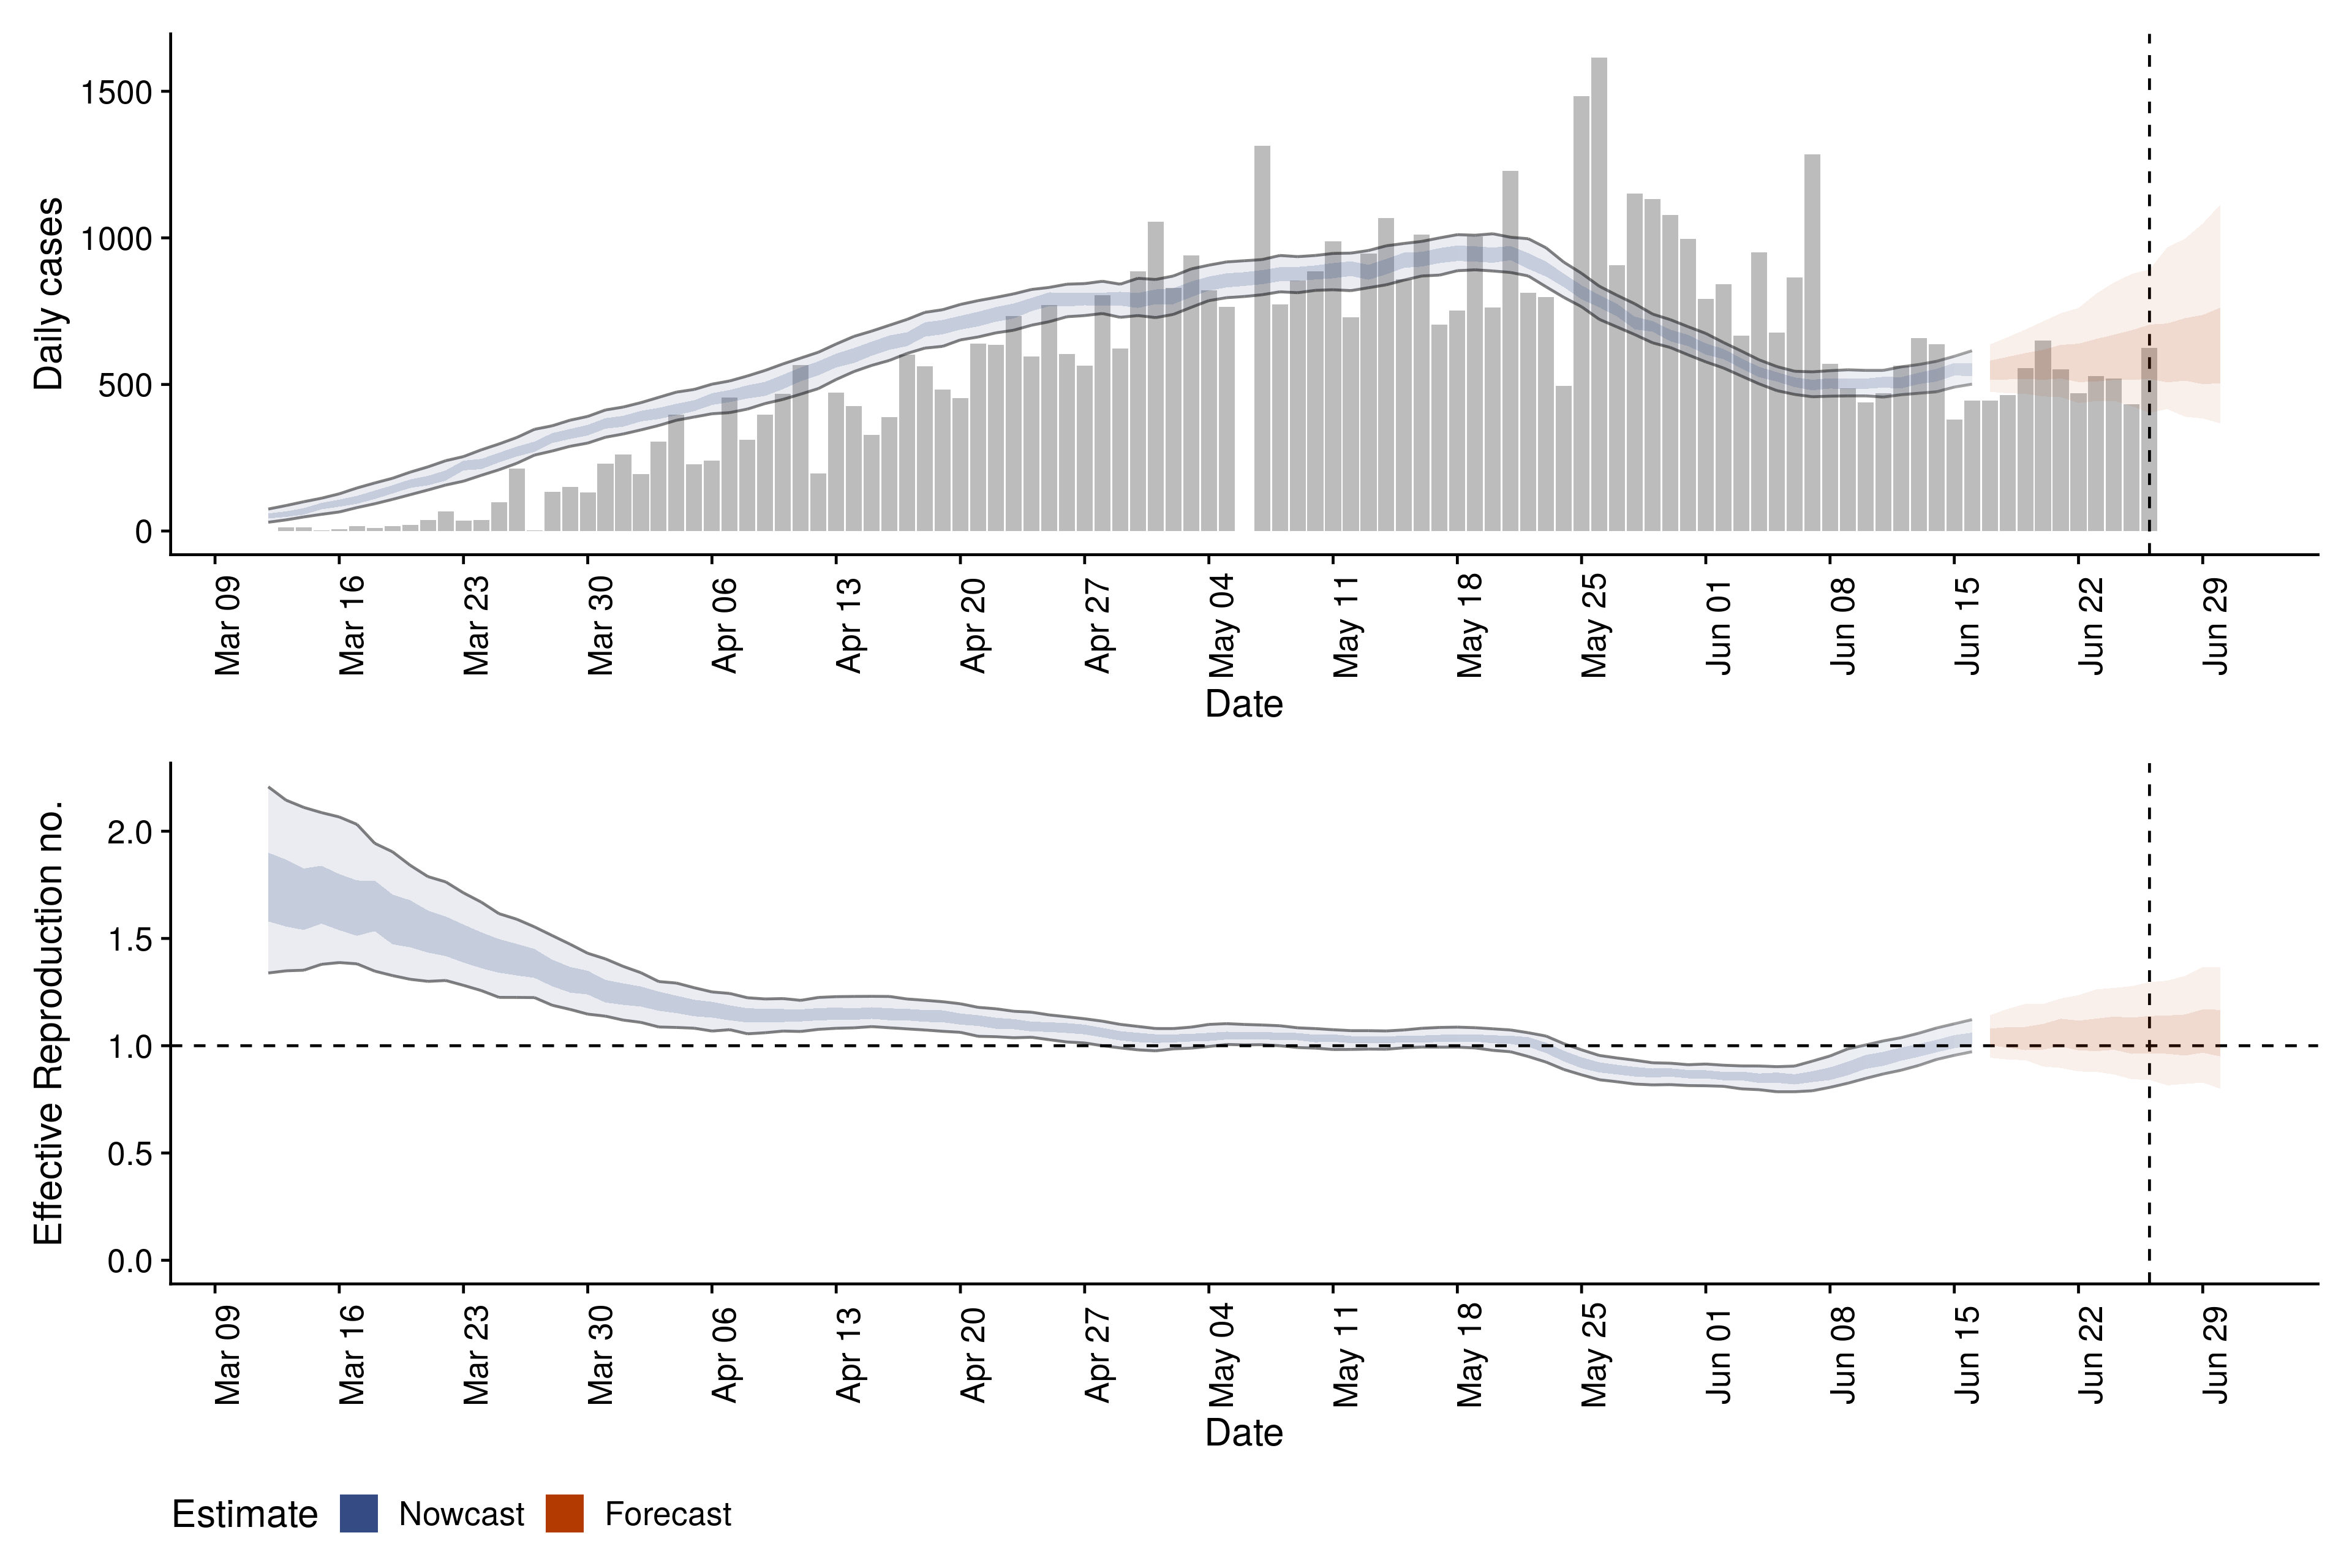 Daily cases
1500
1000
500
0
Mar 09
Mar 16
Mar 23
Mar 30
Apr 06
Apr 13
Apr 20
Apr 27
May 04
May 11
May 18
May 25
Jun 01
Jun 08
Jun 15
Jun 22
Jun 29
Date
Effective Reproduction no.
2.0
1.5
1.0
0.5
0.0
Mar 09
Mar 16
Mar 23
Mar 30
Apr 06
Apr 13
Apr 20
Apr 27
May 04
May 11
May 18
May 25
Jun 01
Jun 08
Jun 15
Jun 22
Jun 29
Date
Estimate Nowcast Forecast